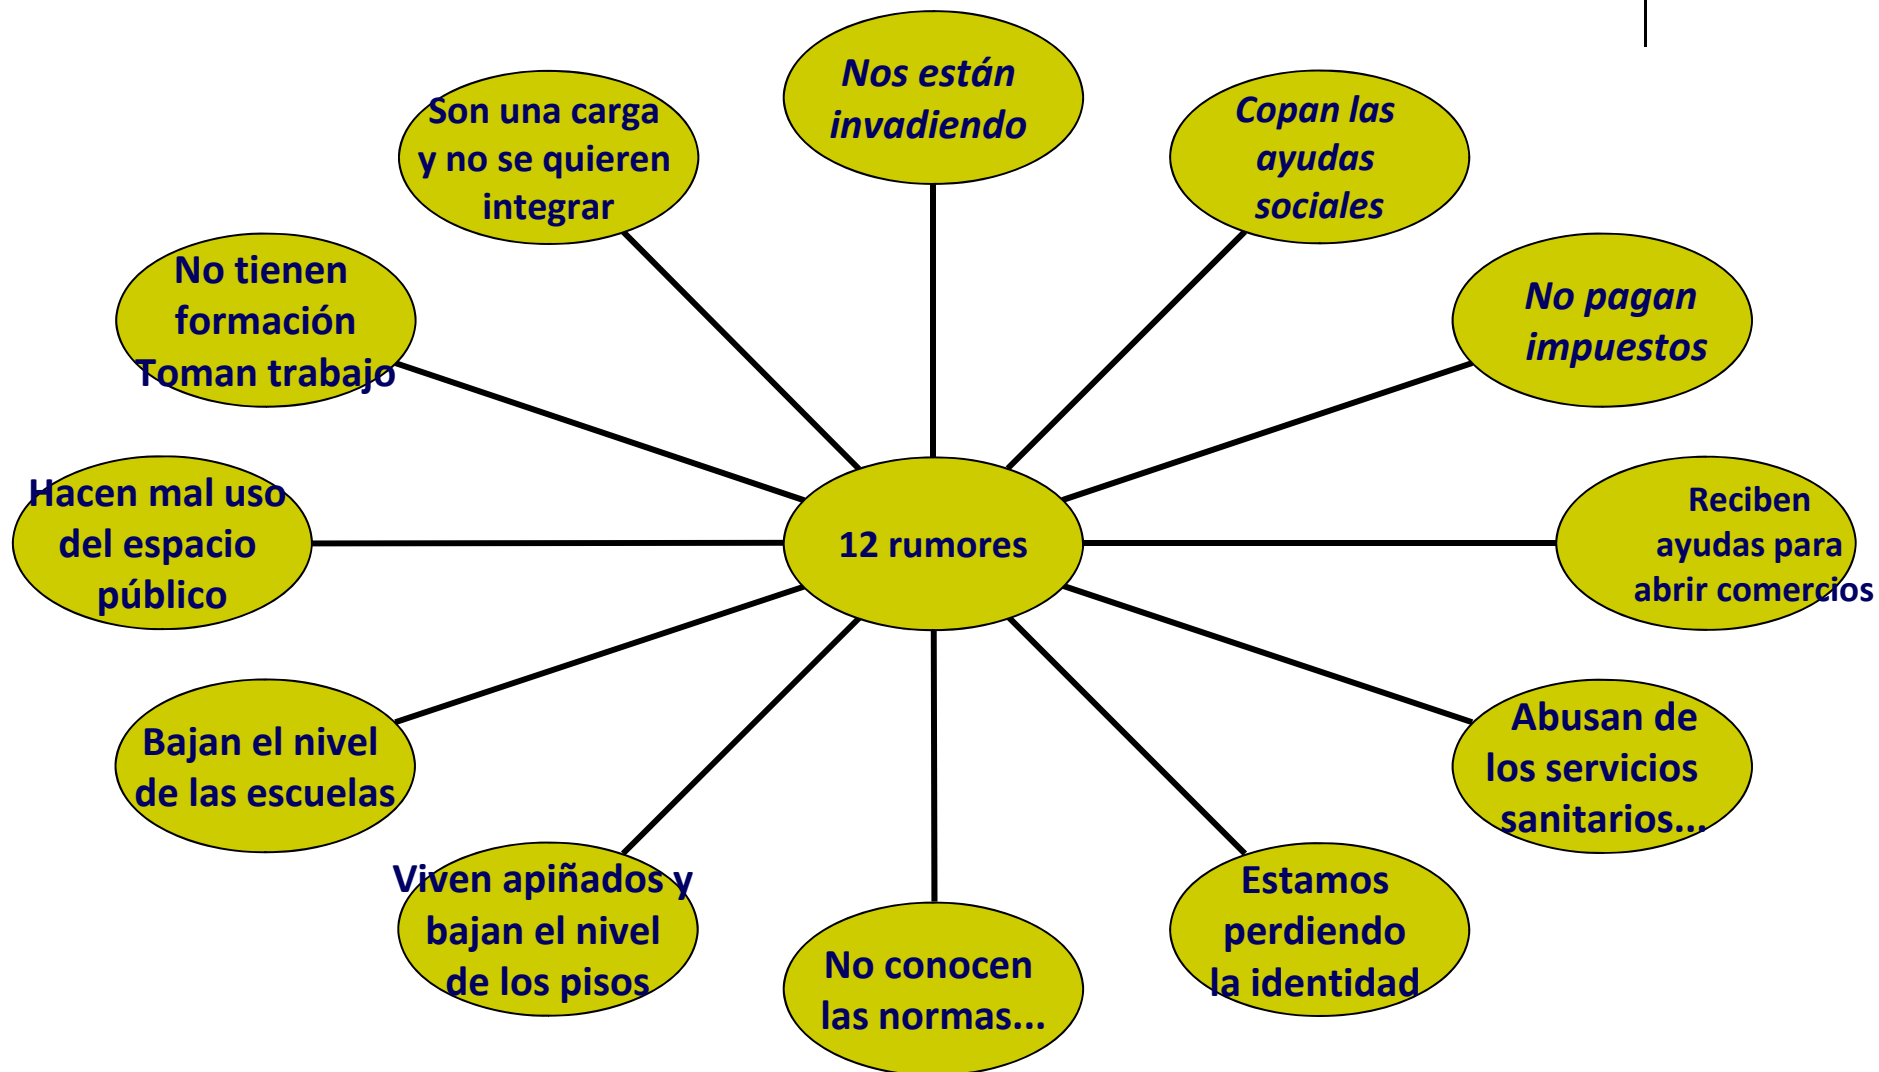 Nos están
invadiendo
Copan las
ayudas
sociales
No pagan
impuestos
Reciben
ayudas para
abrir comercios
Abusan de
los servicios
sanitarios...
Estamos
perdiendo
la identidad
No conocen
las normas...
Viven apiñados y
bajan el nivel
de los pisos
Bajan el nivel
de las escuelas
Hacen mal uso
del espacio
público
No tienen
formación
Toman trabajo
Son una carga
y no se quieren
integrar
12 rumores